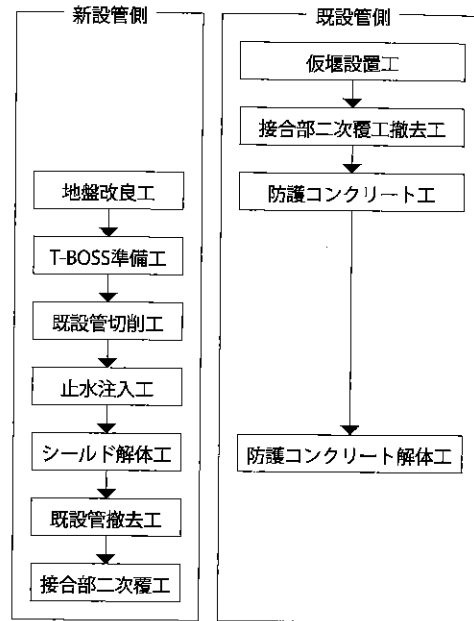 新設管側
地盤改良工
T-BOSS準備工
既設管切削工
止水注入工
シールド解体工
既設管撤去工
接合部二次覆工
既設管側
仮堰設置工
接合部二次覆工撤去工
防護コンクリート工
防護コンクリート解体工